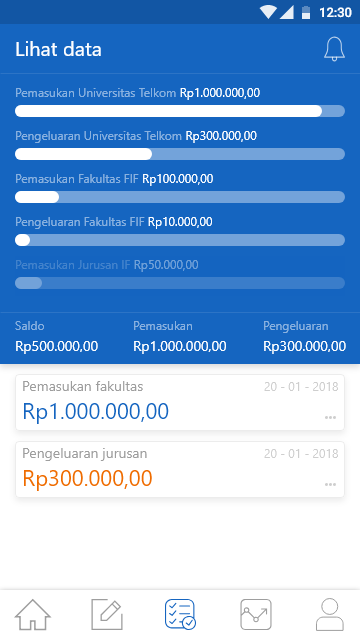 12:30
Lihat data
Pemasukan Universitas Telkom Rp1.000.000,00
Pengeluaran Universitas Telkom Rp300.000,00
Pemasukan Fakultas FIF Rp100.000,00
Pengeluaran Fakultas FIF Rp10.000,00
Pemasukan Jurusan IF Rp50.000,00
Saldo Pemasukan Pengeluaran
Rp500.000,00 Rp1.000.000,00 Rp300.000,00
Pemasukan fakultas 20 - 01 - 2018
Rp1.000.000,00 ...
Pengeluaran jurusan 20 - 01 - 2018
Rp300.000,00 ...